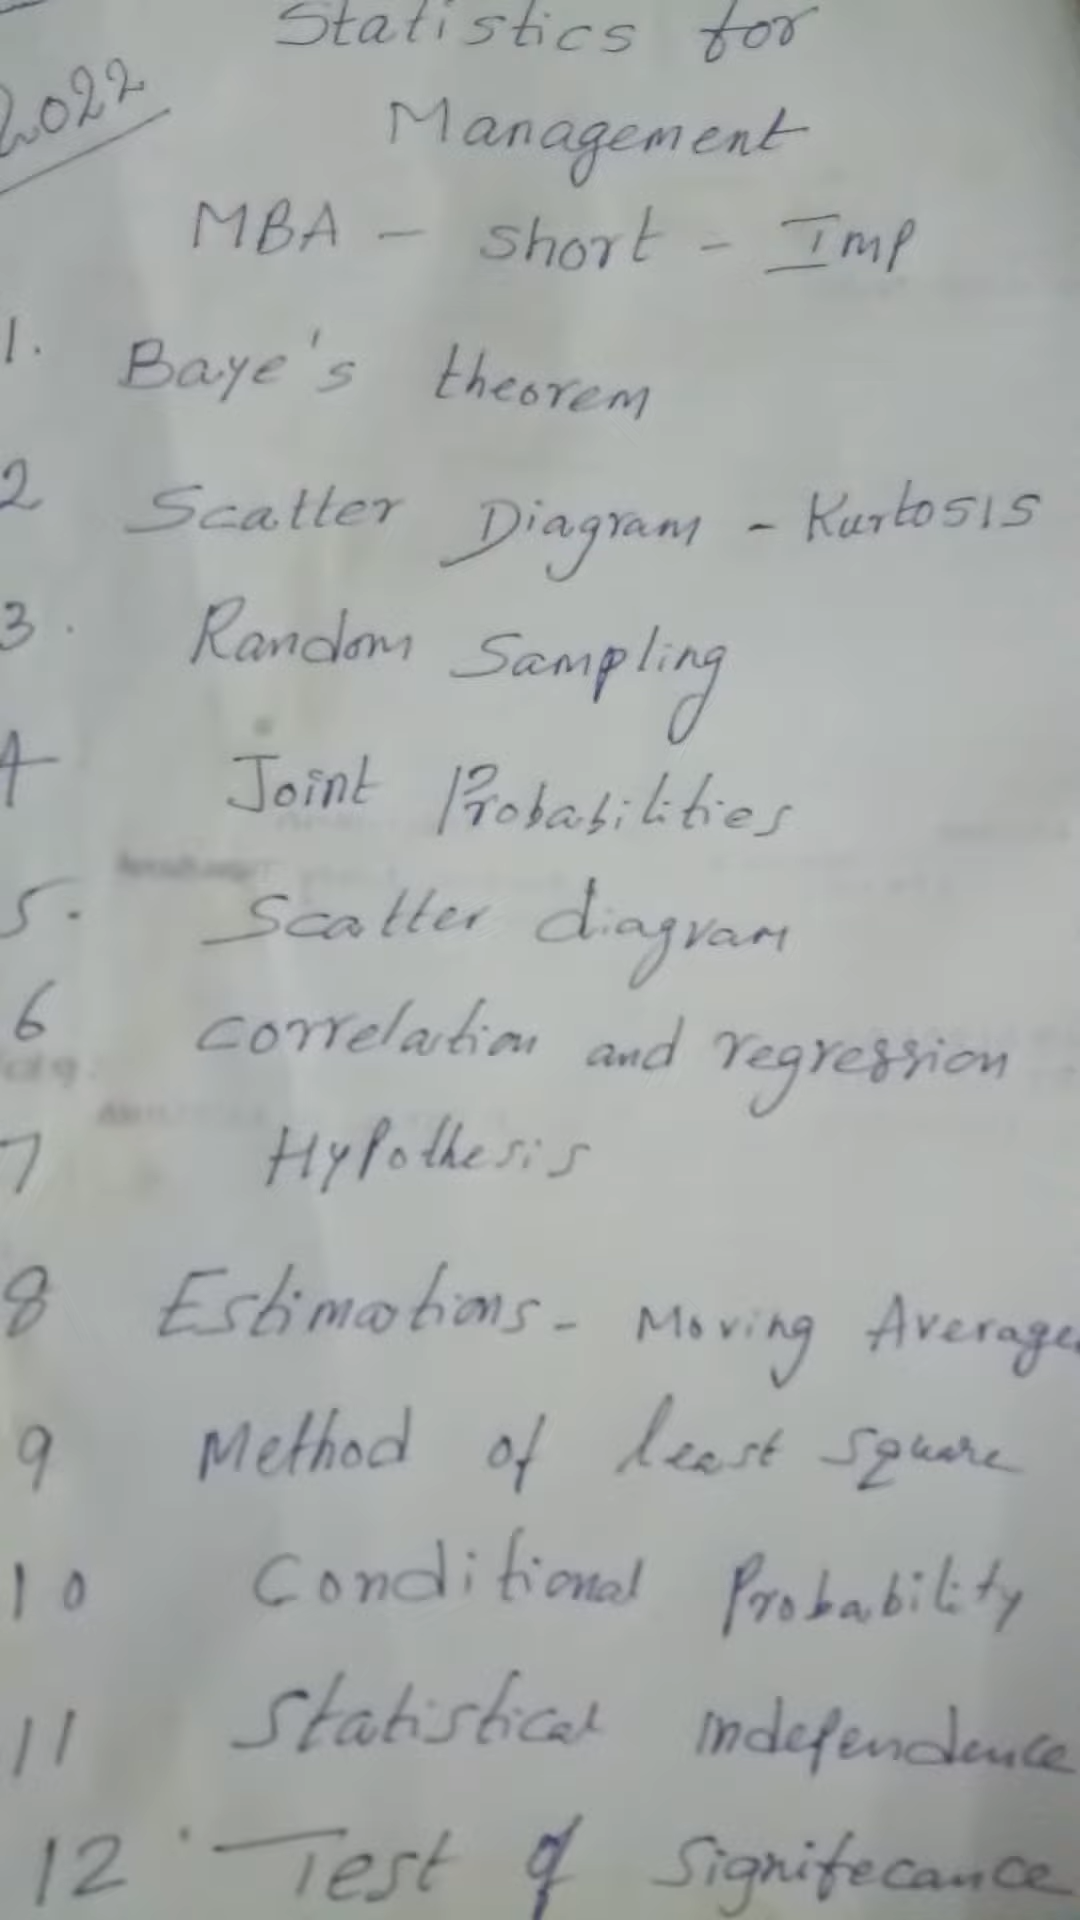 Statistics for
2022
Management
MBA - short - Imp
1. Baye's theorem
2 Scatter Diagram - Kurtosis
3. Random Sampling
4 Joint Probabilities
5. Scatter diagram
6 correlation and regression
7 Hypothesis
8 Estimations - Moving Average
9 Method of least square
10 Conditional Probability
11 Statistical independence
12. Test of Signifecance